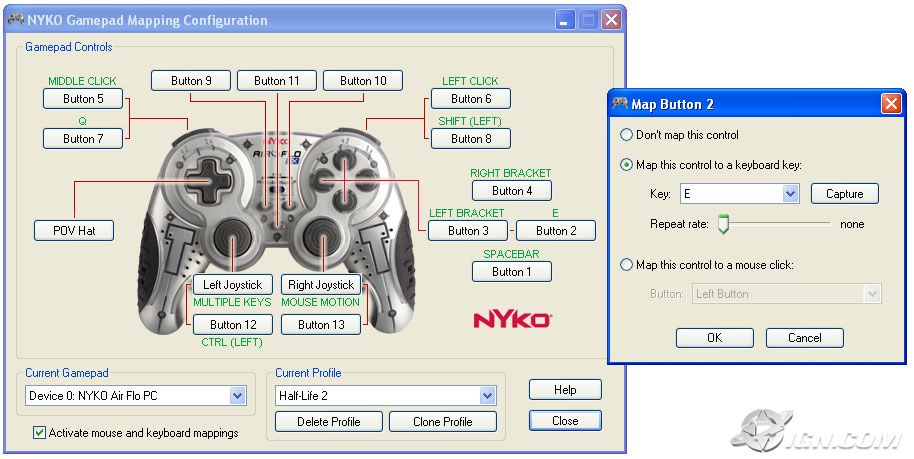 NYKO Gamepad Mapping Configuration
Gamepad Controls
MIDDLE CLICK
Button 5
Q
Button 7
Button 9
Button 11
Button 10
LEFT CLICK
Button 6
SHIFT (LEFT)
Button 8
NYKO
AIR FLO EX
RIGHT BRACKET
Button 4
LEFT BRACKET
Button 3
E
Button 2
SPACEBAR
Button 1
POV Hat
Left Joystick
MULTIPLE KEYS
Button 12
CTRL (LEFT)
Right Joystick
MOUSE MOTION
Button 13
NYKO
Current Gamepad
Device 0: NYKO Air Flo PC
Activate mouse and keyboard mappings
Current Profile
Half-Life 2
Delete Profile
Clone Profile
Help
Close
Map Button 2
Don't map this control
Map this control to a keyboard key:
Key:
E
Capture
Repeat rate:
none
Map this control to a mouse click:
Button:
Left Button
OK
Cancel
IGN.COM